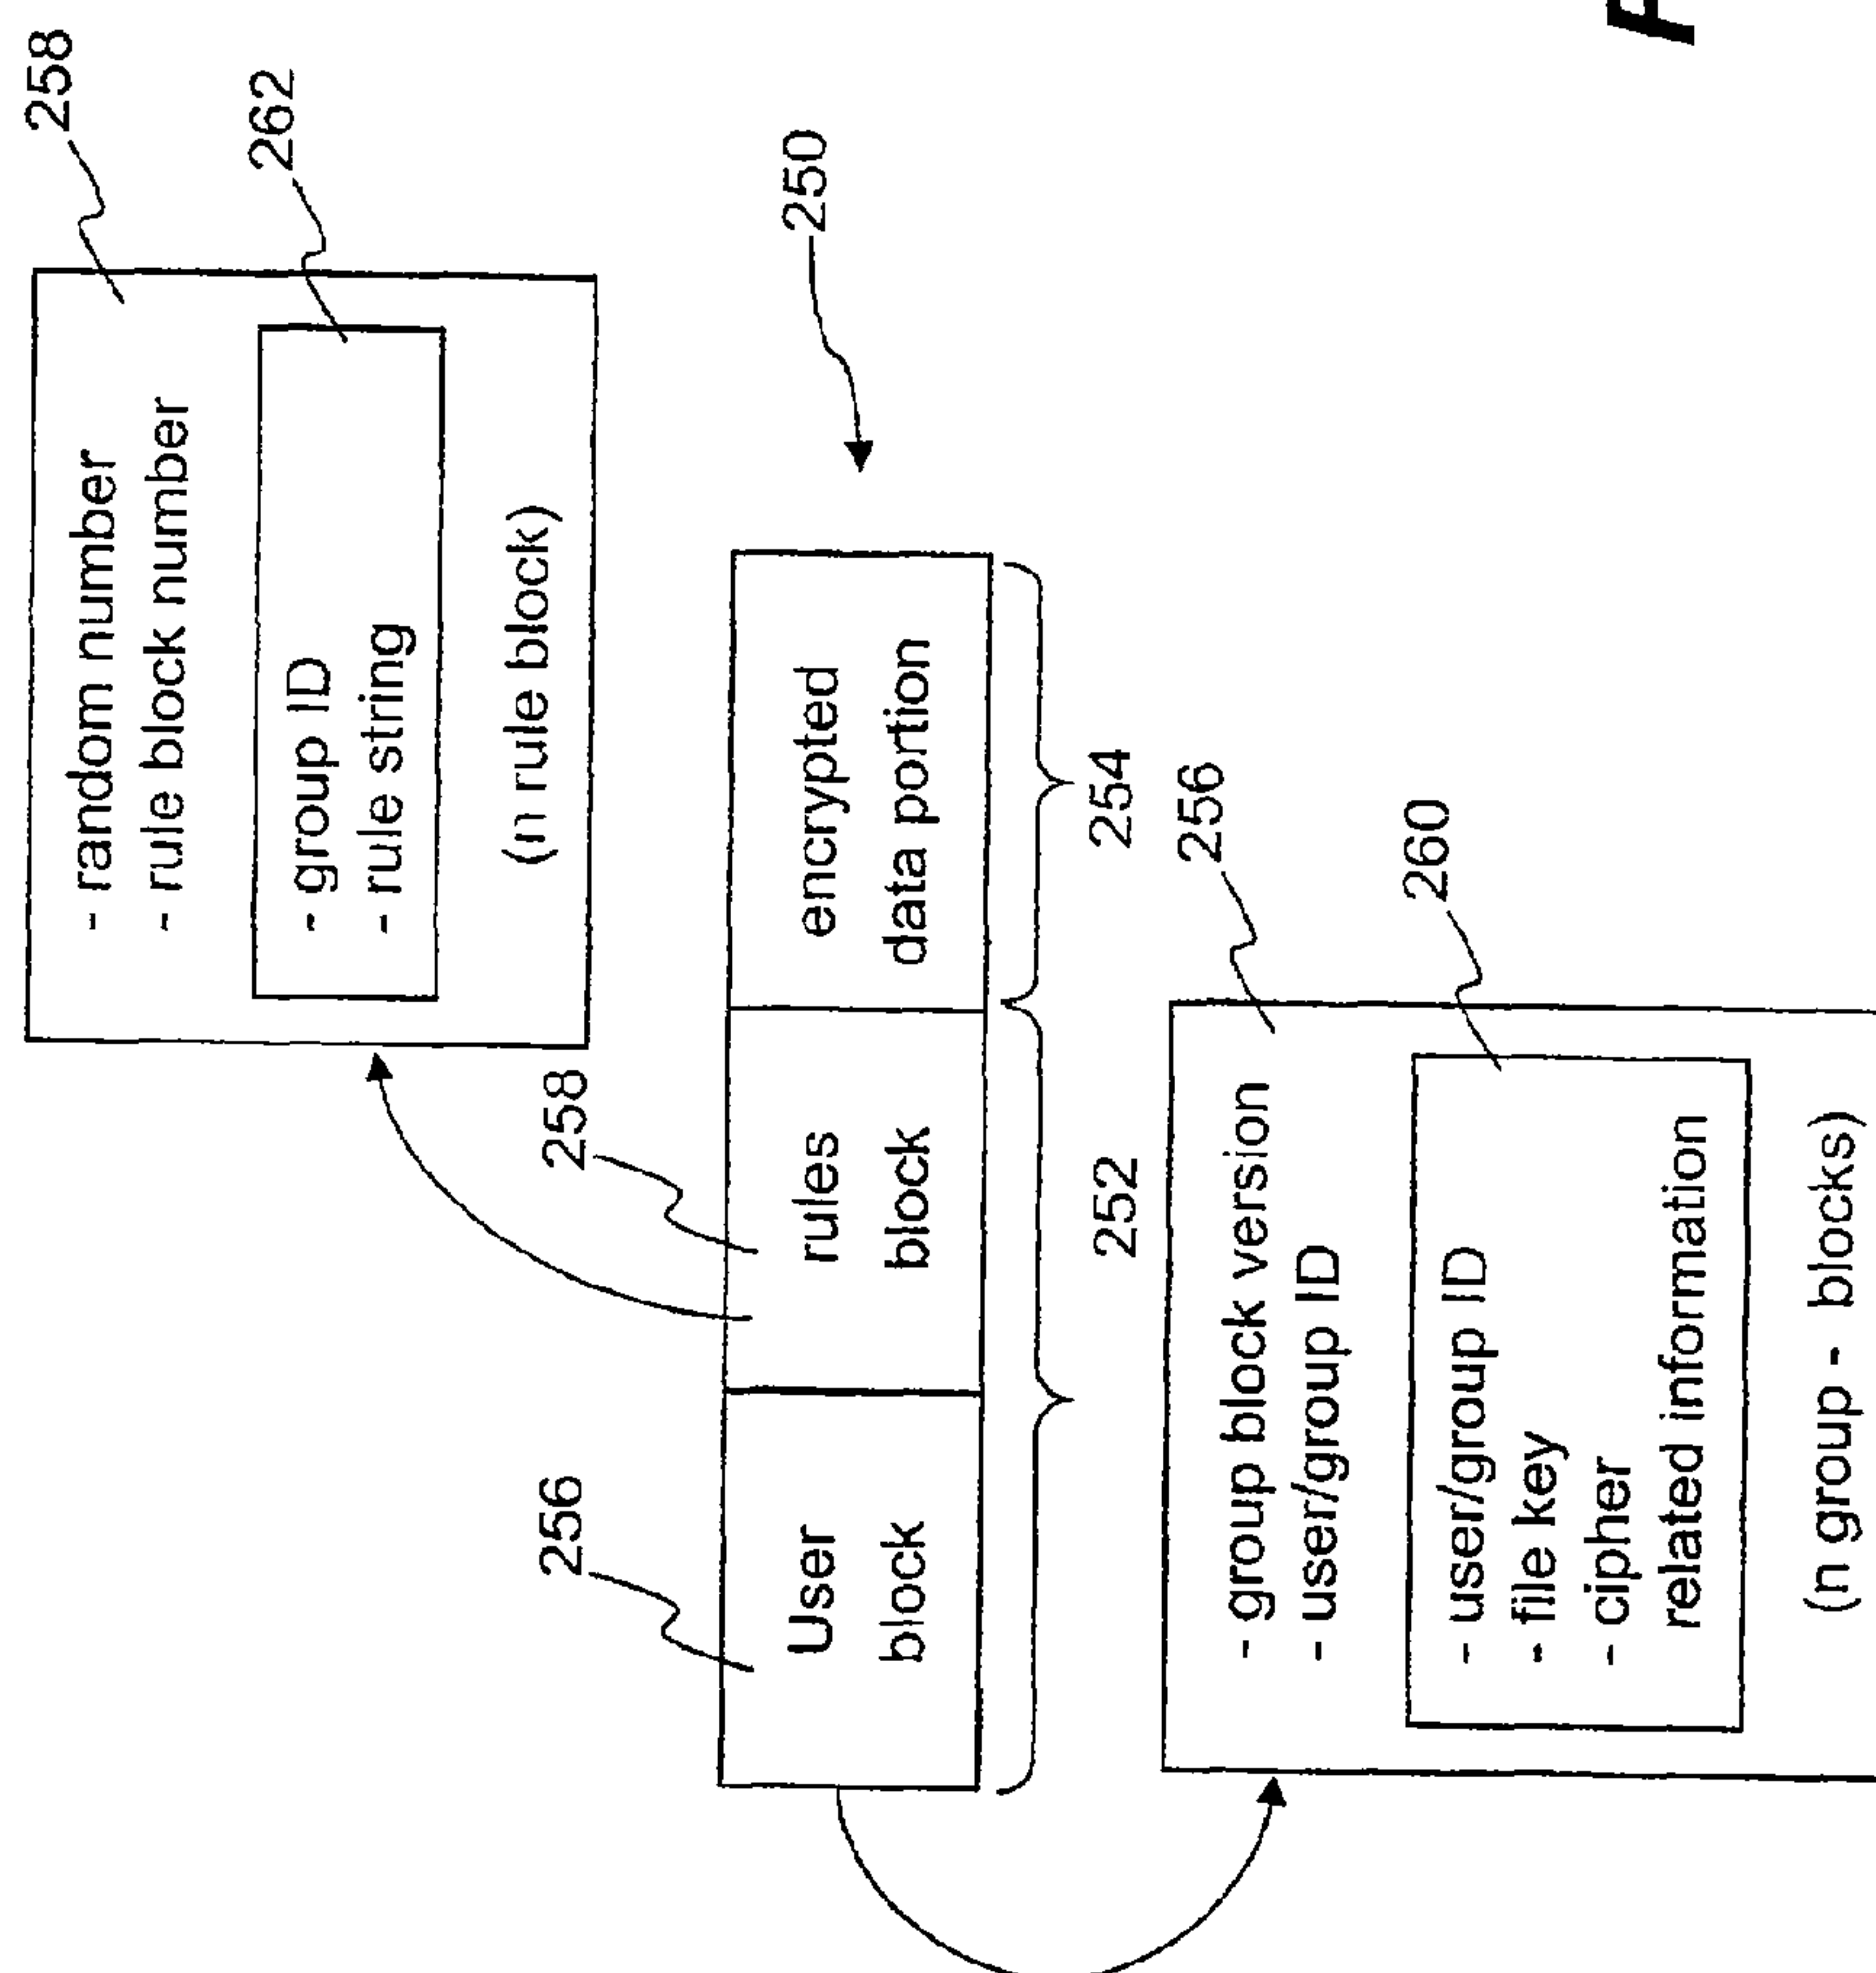 258
- random number
- rule block number
262
- group ID
- rule string
(n rule block)
250
256
User
block
258
rules
block
encrypted
data portion
252
254
256
- group block version
- user/group ID
260
- user/group ID
- file key
- cipher
related information
(n group - blocks)